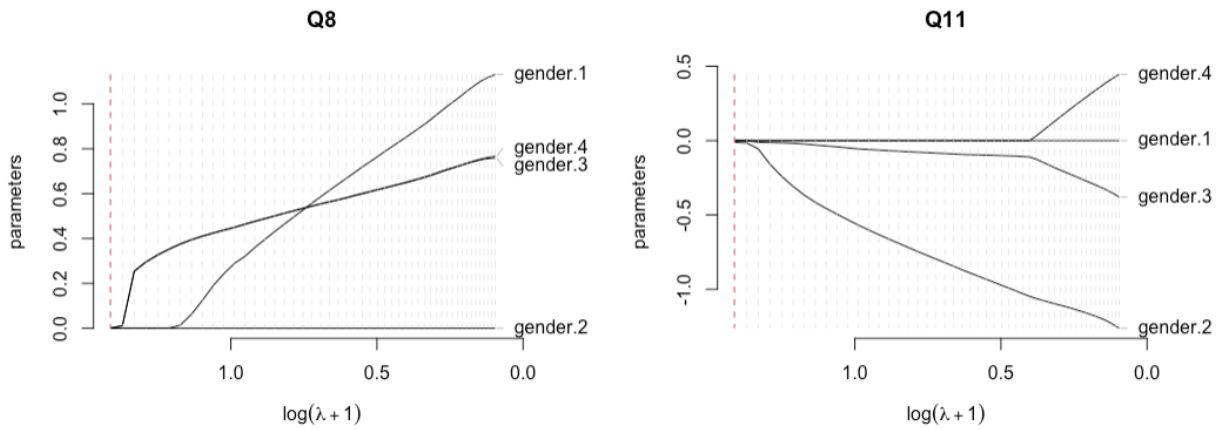 Q8
parameters
0.0 0.2 0.4 0.6 0.8 1.0
gender.1
gender.4
gender.3
gender.2
1.0 0.5 0.0
log(λ + 1)
Q11
parameters
-1.0 -0.5 0.0 0.5
gender.4
gender.1
gender.3
gender.2
1.0 0.5 0.0
log(λ + 1)